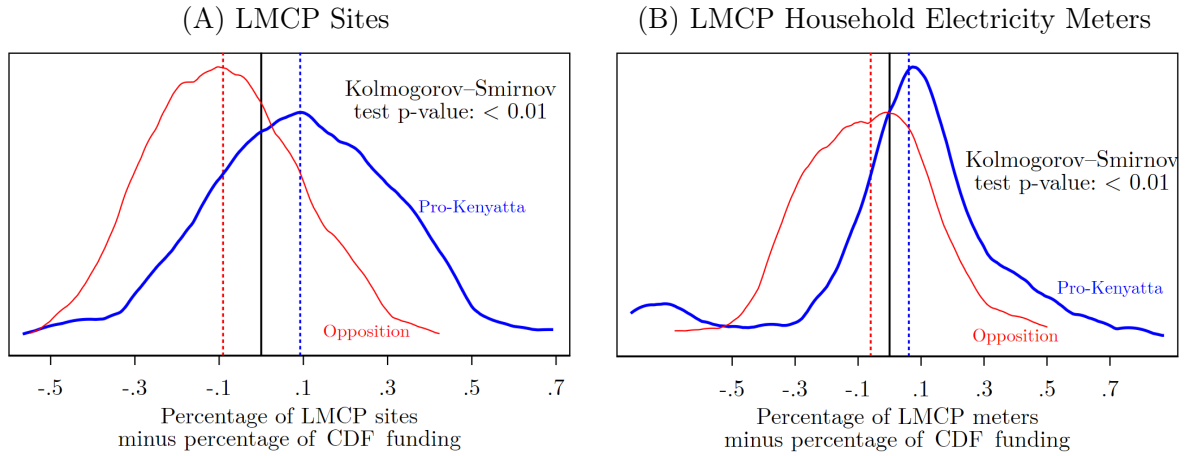 (A) LMCP Sites
Kolmogorov–Smirnov
test p-value: < 0.01
Pro-Kenyatta
Opposition
-.5 -.3 -.1 .1 .3 .5 .7
Percentage of LMCP sites
minus percentage of CDF funding
(B) LMCP Household Electricity Meters
Kolmogorov–Smirnov
test p-value: < 0.01
Pro-Kenyatta
Opposition
-.5 -.3 -.1 .1 .3 .5 .7
Percentage of LMCP meters
minus percentage of CDF funding